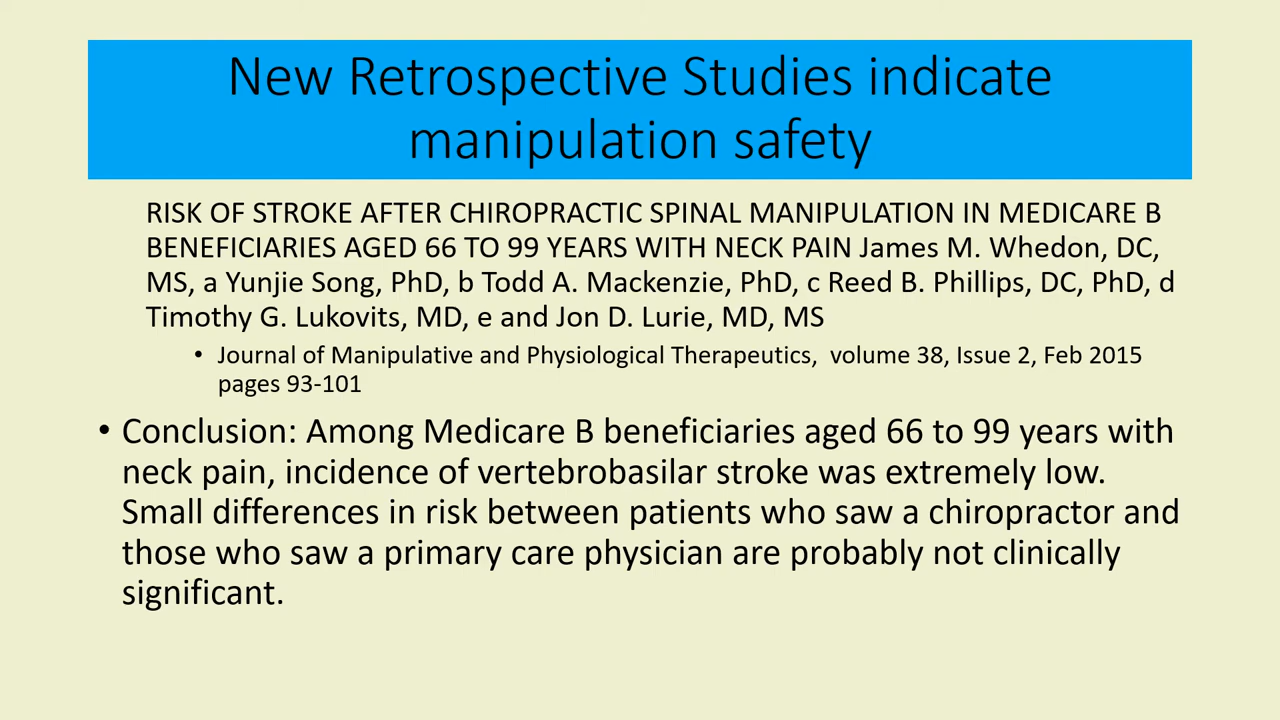 New Retrospective Studies indicate
manipulation safety
RISK OF STROKE AFTER CHIROPRACTIC SPINAL MANIPULATION IN MEDICARE B
BENEFICIARIES AGED 66 TO 99 YEARS WITH NECK PAIN James M. Whedon, DC,
MS, a Yunjie Song, PhD, b Todd A. Mackenzie, PhD, c Reed B. Phillips, DC, PhD, d
Timothy G. Lukovits, MD, e and Jon D. Lurie, MD, MS
• Journal of Manipulative and Physiological Therapeutics, volume 38, Issue 2, Feb 2015
pages 93-101
• Conclusion: Among Medicare B beneficiaries aged 66 to 99 years with
neck pain, incidence of vertebrobasilar stroke was extremely low.
Small differences in risk between patients who saw a chiropractor and
those who saw a primary care physician are probably not clinically
significant.